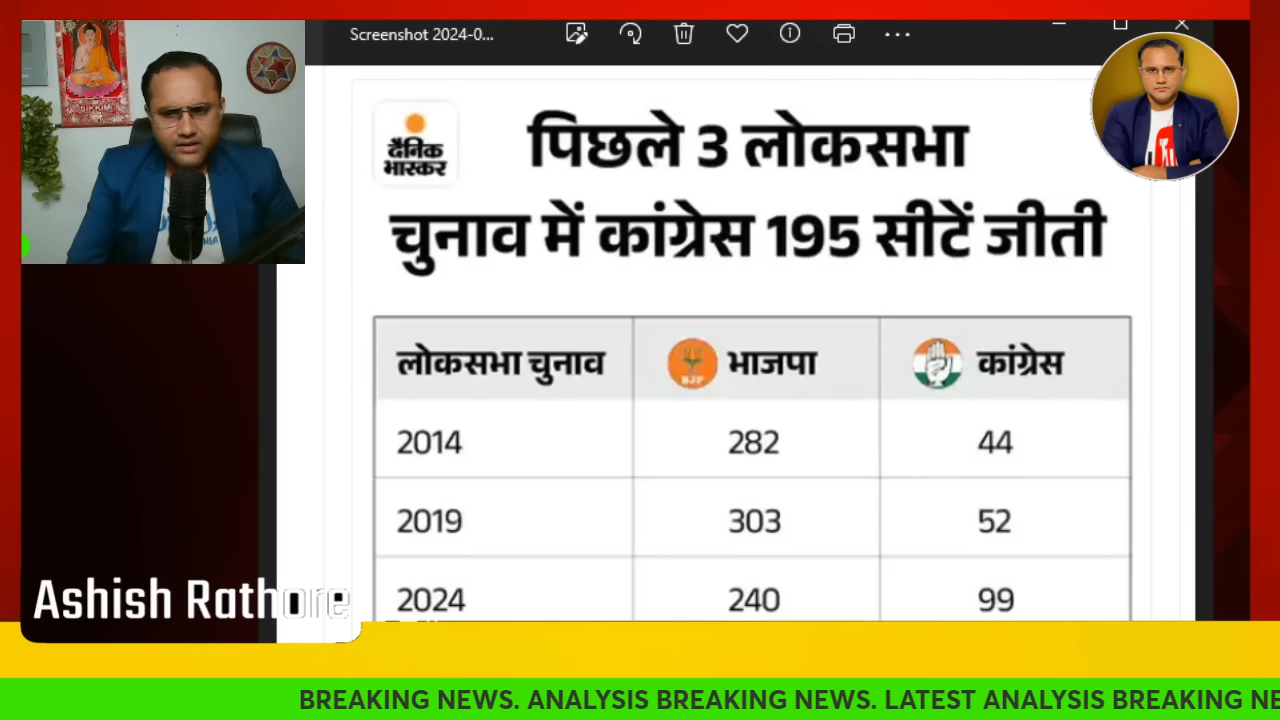 Screenshot 2024-0...
SIKKIM
दैनिक
भास्कर
पिछले 3 लोकसभा
चुनाव में कांग्रेस 195 सीटें जीती
लोकसभा चुनाव BJP भाजपा कांग्रेस
2014 282 44
2019 303 52
2024 240 99
Ashish Rathore
BREAKING NEWS. ANALYSIS BREAKING NEWS. LATEST ANALYSIS BREAKING NE